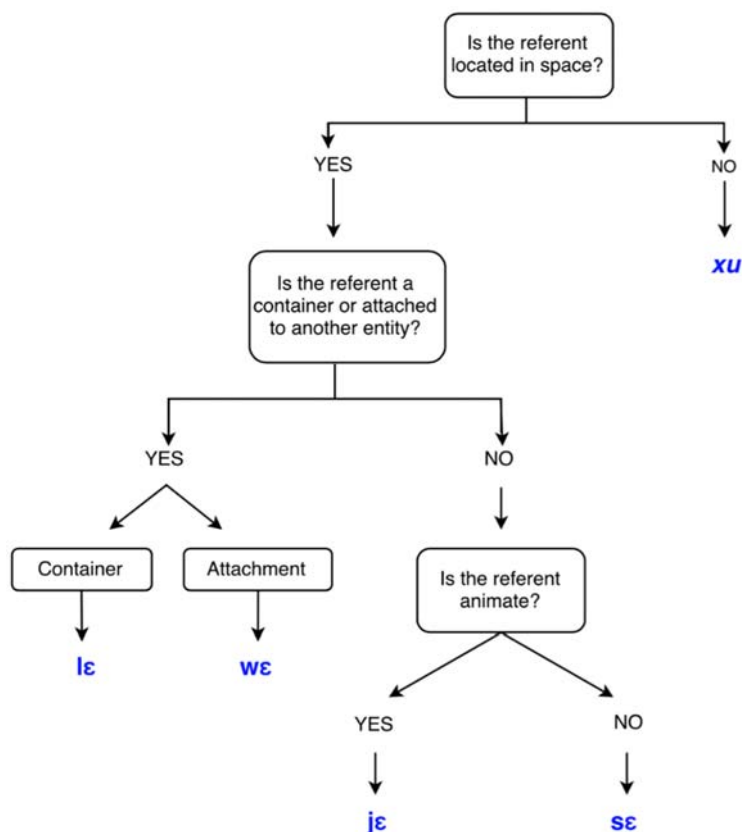 Is the referent
located in space?
YES
NO
xu
Is the referent a
container or attached
to another entity?
YES
NO
Container
Attachment
Is the referent
animate?
lɛ
wɛ
YES
NO
jɛ
sɛ